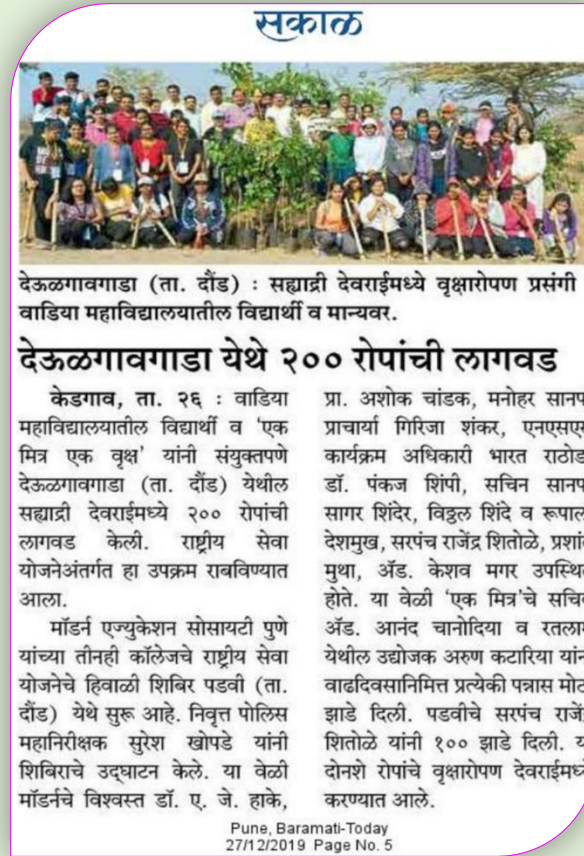 सकाळ
देऊळगावगाडा (ता. दौंड) : सह्याद्री देवराईमध्ये वृक्षारोपण प्रसंगी
वाडिया महाविद्यालयातील विद्यार्थी व मान्यवर.
देऊळगावगाडा येथे २०० रोपांची लागवड
केडगाव, ता. २६ : वाडिया
महाविद्यालयातील विद्यार्थी व 'एक
मित्र एक वृक्ष' यांनी संयुक्तपणे
देऊळगावगाडा (ता. दौंड) येथील
सह्याद्री देवराईमध्ये २०० रोपांची
लागवड केली. राष्ट्रीय सेवा
योजनेअंतर्गत हा उपक्रम राबविण्यात
आला.
मॉडर्न एज्युकेशन सोसायटी पुणे
यांच्या तीनही कॉलेजचे राष्ट्रीय सेवा
योजनेचे हिवाळी शिबिर पडवी (ता.
दौंड) येथे सुरू आहे. निवृत्त पोलिस
महानिरीक्षक सुरेश खोपडे यांनी
शिबिराचे उद्‌घाटन केले. या वेळी
मॉडर्नचे विश्वस्त डॉ. ए. जे. हाके,
प्रा. अशोक चांडक, मनोहर सानप
प्राचार्या गिरिजा शंकर,
कार्यक्रम अधिकारी भारत राठोड
डॉ. पंकज शिंपी, सचिन सानप
सागर शिंदेर, विठ्ठल शिंदे व
देशमुख, सरपंच राजेंद्र शितोळे,
मुथा, अ‍ॅड. केशव मगर
होते. या वेळी 'एक मित्र'चे
अ‍ॅड. आनंद चानोदिया व
येथील उद्योजक अरुण कटारिया
वाढदिवसानिमित्त प्रत्येकी पन्नास
झाडे दिली. पडवीचे सरपंच
शितोळे यांनी १०० झाडे दिली.
दोनशे रोपांचे वृक्षारोपण
करण्यात आले.
Pune, Baramati-Today
27/12/2019 Page No. 5